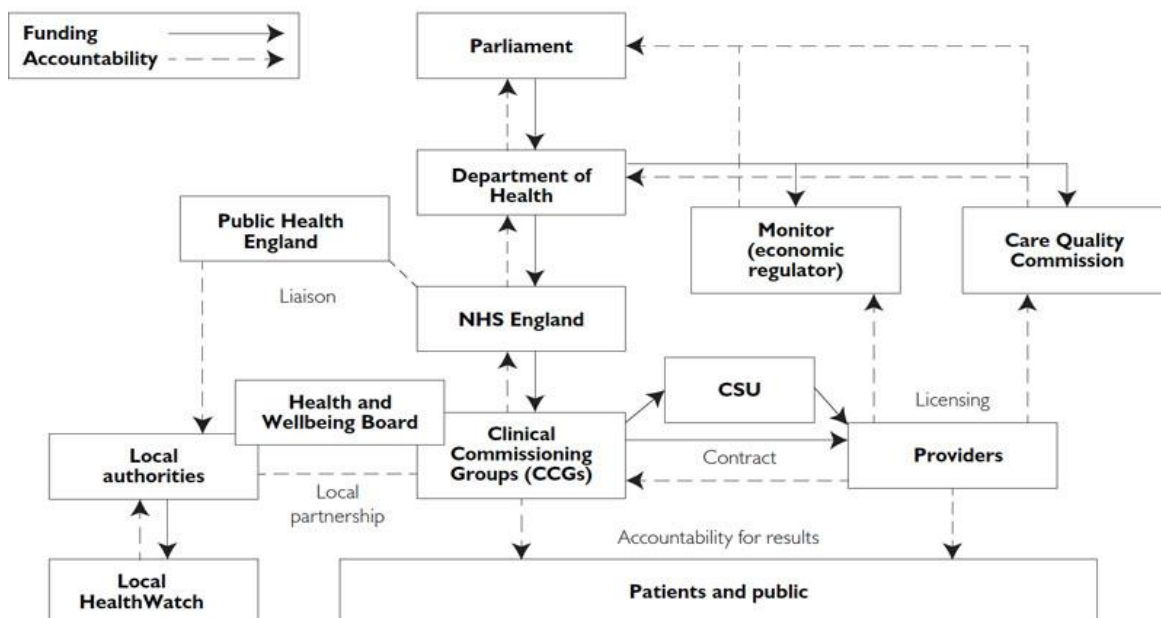 Funding
Accountability
Parliament
Department of
Health
Public Health
England
Monitor
(economic
regulator)
Care Quality
Commission
Liaison
NHS England
CSU
Licensing
Health and
Wellbeing Board
Local
authorities
Clinical
Commissioning
Groups (CCGs)
Contract
Providers
Local
partnership
Accountability for results
Local
HealthWatch
Patients and public